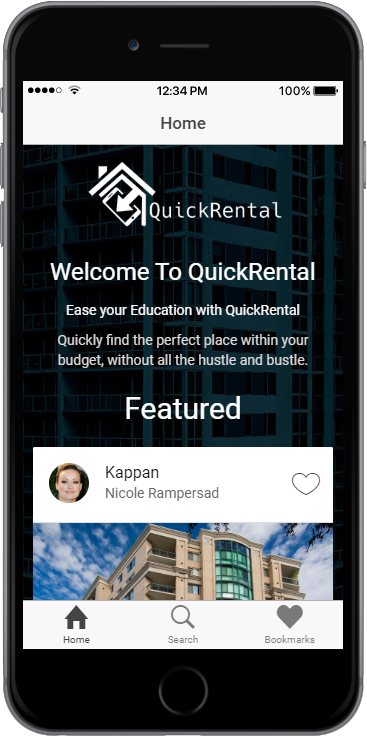 12:34 PM
100%
Home
QuickRental
Welcome To QuickRental
Ease your Education with QuickRental
Quickly find the perfect place within your
budget, without all the hustle and bustle.
Featured
Kappan
Nicole Rampersad
Home
Search
Bookmarks